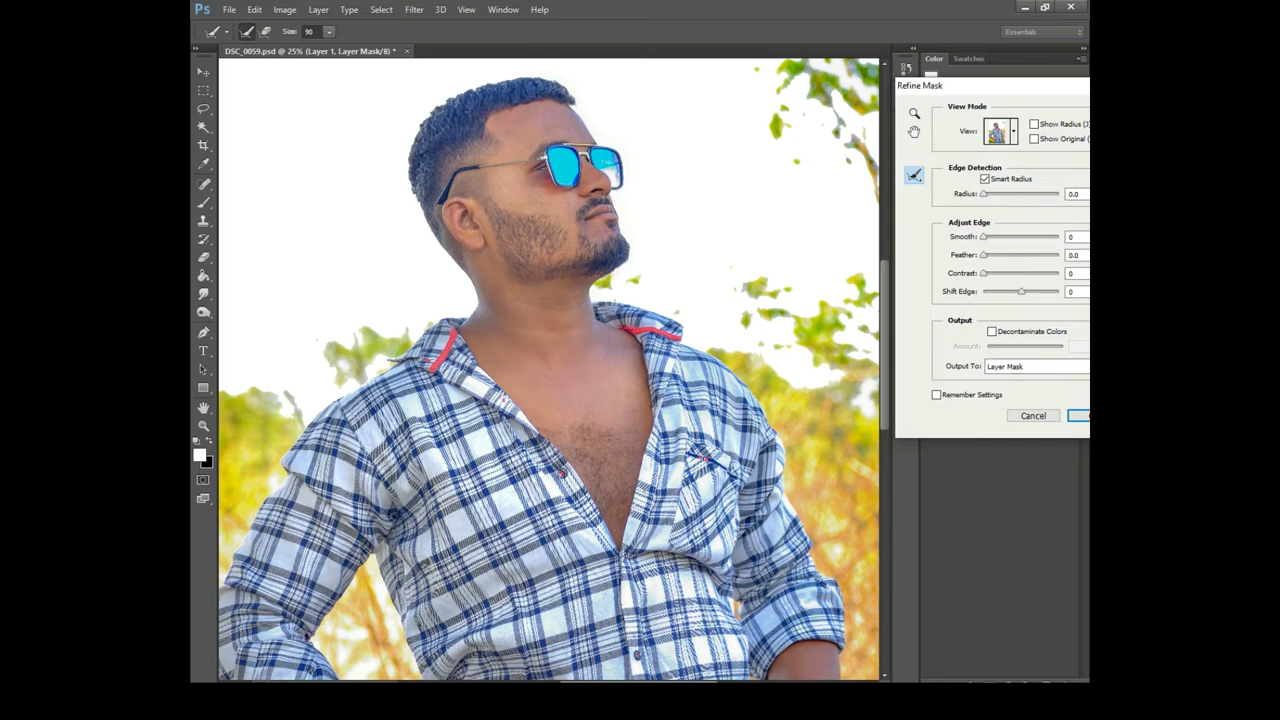 Ps File Edit Image Layer Type Select Filter 3D View Window Help
Size: 90
Essentials
DSC_0059.psd @ 25% (Layer 1, Layer Mask/8) * ×
Color Swatches
Refine Mask
View Mode
View:
Show Radius (J)
Show Original (
Edge Detection
Smart Radius
Radius: 0.0
Adjust Edge
Smooth: 0
Feather: 0.0
Contrast: 0
Shift Edge: 0
Output
Decontaminate Colors
Amount:
Output To: Layer Mask
Remember Settings
Cancel